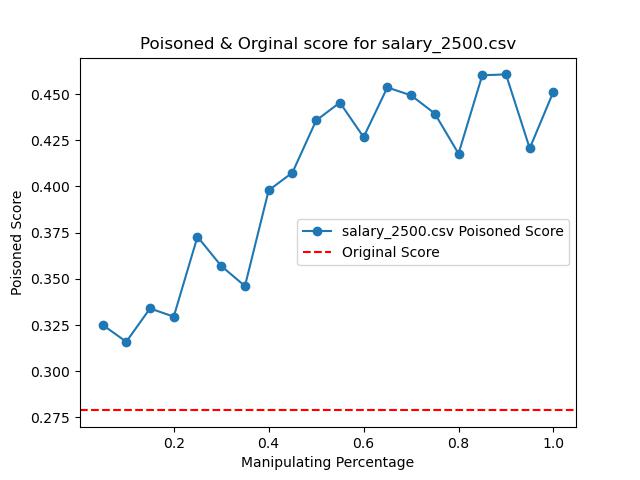 Poisoned & Orginal score for salary_2500.csv
Poisoned Score
0.450
0.425
0.400
0.375
0.350
0.325
0.300
0.275
salary_2500.csv Poisoned Score
Original Score
0.2
0.4
0.6
0.8
1.0
Manipulating Percentage